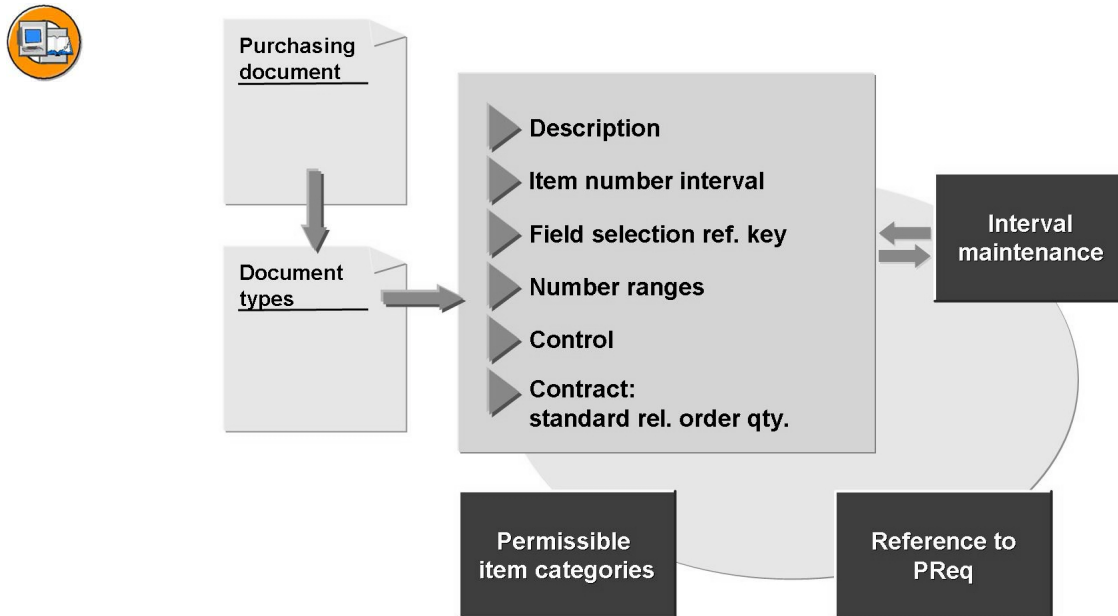 Purchasing
document
Document
types
Description
Item number interval
Field selection ref. key
Number ranges
Control
Contract:
standard rel. order qty.
Interval
maintenance
Permissible
item categories
Reference to
PReq